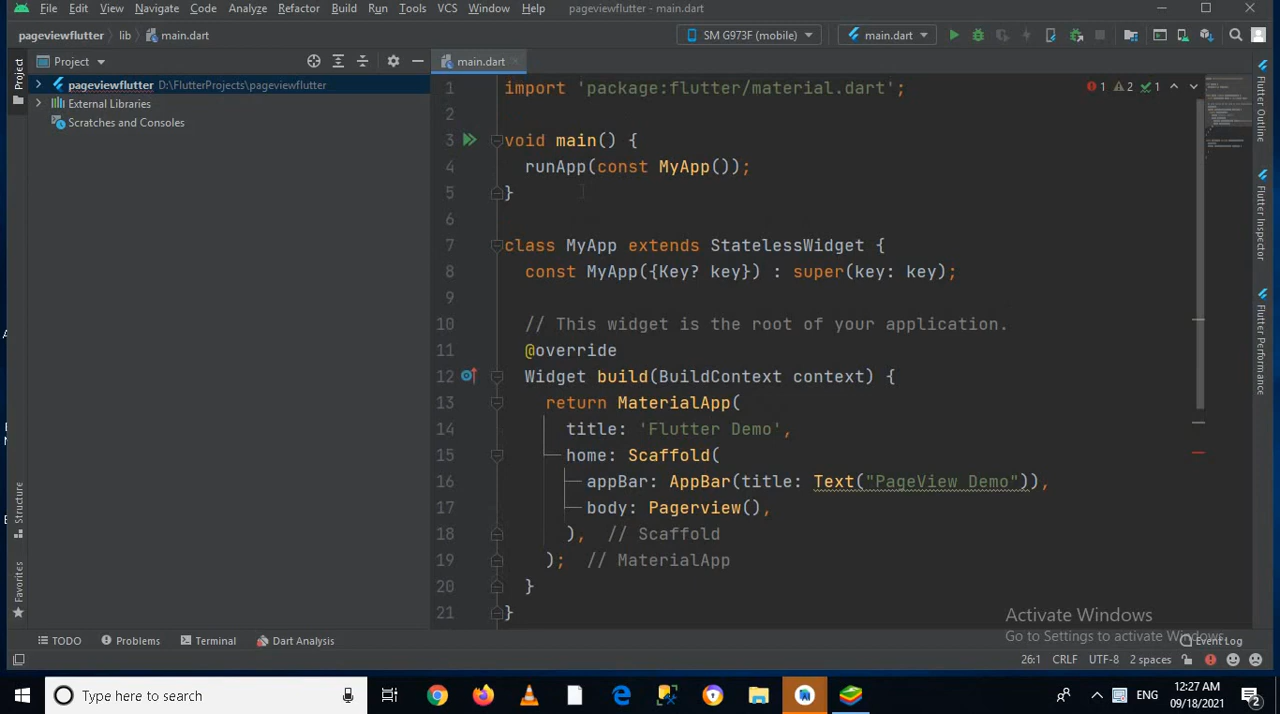 File Edit View Navigate Code Analyze Refactor Build Run Tools VCS Window Help pageviewflutter - main.dart
pageviewflutter lib main.dart SM G973F (mobile) main.dart
Project main.dart
pageviewflutter D:\FlutterProjects\pageviewflutter
External Libraries
Scratches and Consoles
Project
Structure
Favorites
1 import 'package:flutter/material.dart';
2
3 void main() {
4 runApp(const MyApp());
5 }
6
7 class MyApp extends StatelessWidget {
8 const MyApp({Key? key}) : super(key: key);
9
10 // This widget is the root of your application.
11 @override
12 Widget build(BuildContext context) {
13 return MaterialApp(
14 title: 'Flutter Demo',
15 home: Scaffold(
16 appBar: AppBar(title: Text("PageView Demo")),
17 body: Pagerview(),
18 ), // Scaffold
19 ); // MaterialApp
20 }
21 }
1 2 1
Flutter Outline
Flutter Inspector
Flutter Performance
Activate Windows
Go to Settings to activate Windows.
TODO Problems Terminal Dart Analysis Event Log
26:1 CRLF UTF-8 2 spaces
Type here to search
ENG
12:27 AM
09/18/2021
2